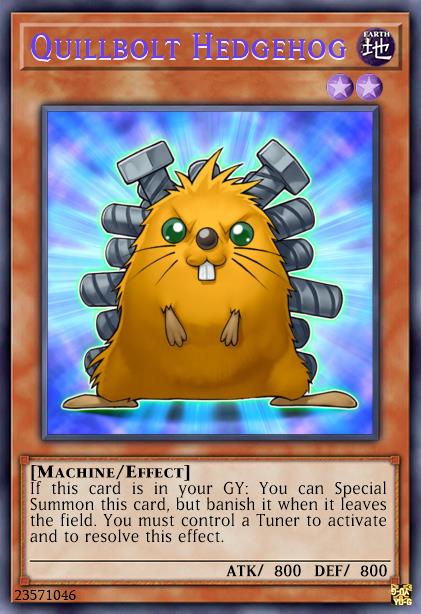 QUILLBOLT HEDGEHOG
EARTH
地
[MACHINE/EFFECT]
If this card is in your GY: You can Special
Summon this card, but banish it when it leaves
the field. You must control a Tuner to activate
and to resolve this effect.
ATK/ 800 DEF/ 800
23571046